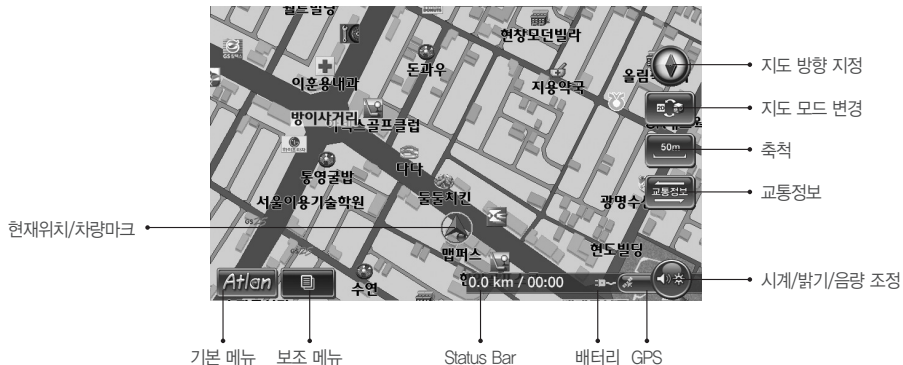 월드빌딩
DONUTS
현창모던빌라
돈과우
이훈용내과
지용약국
방이사거리
골프클럽
다다
통영굴밥
서울이용기술학원
둘둘치킨
광명수
맵퍼스
현도빌딩
수연
2D
50m
교통정보
Atlan
0.0 km / 00:00
지도 방향 지정
지도 모드 변경
축척
교통정보
현재위치/차량마크
시계/밝기/음량 조정
기본 메뉴
보조 메뉴
Status Bar
배터리
GPS